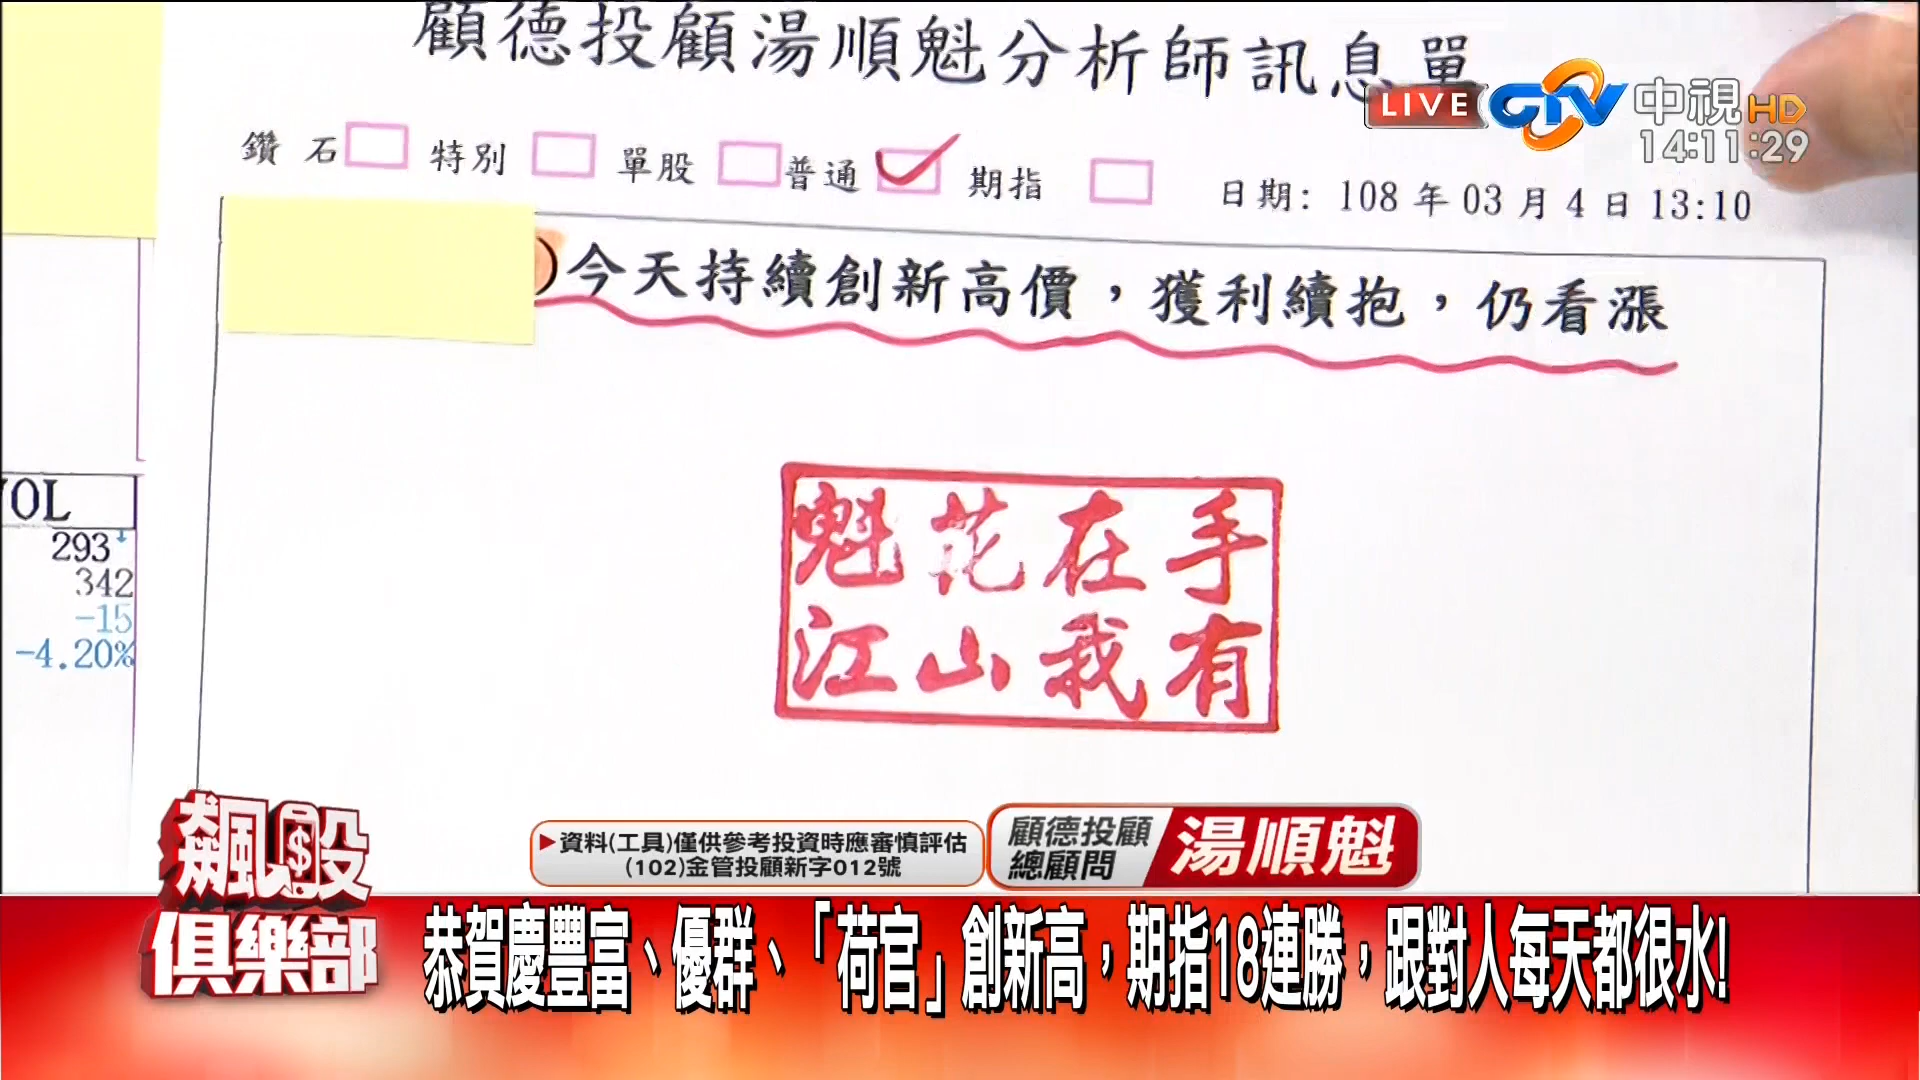 顧德投顧湯順魁分析師訊息單
LIVE CTV 中視HD
14:11:29
鑽石 特別 單股 普通 期指 日期: 108年03月4日13:10
)今天持續創新高價，獲利續抱，仍看漲
OL
293
342
-15
-4.20%
魁花在手
江山我有
飆股俱樂部
▶資料(工具)僅供參考投資時應審慎評估
(102)金管投顧新字012號
顧德投顧
總顧問
湯順魁
恭賀慶豐富、優群、「荷官」創新高，期指18連勝，跟對人每天都很水!